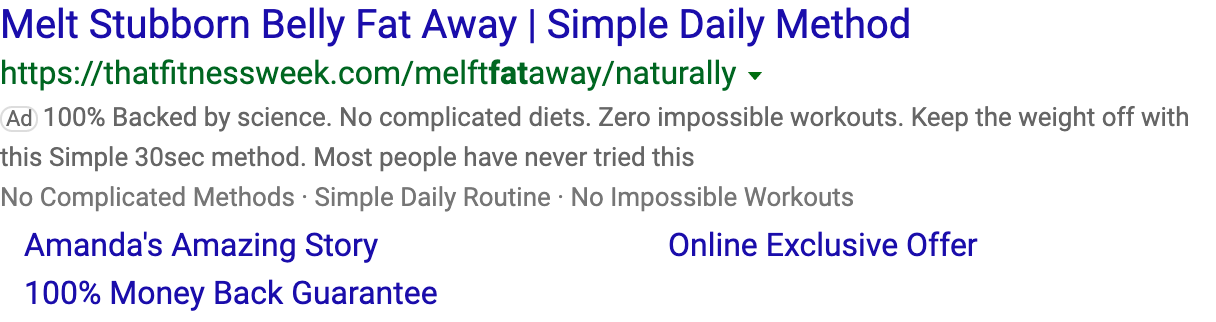 Melt Stubborn Belly Fat Away | Simple Daily Method
https://thatfitnessweek.com/melftfataway/naturally
Ad 100% Backed by science. No complicated diets. Zero impossible workouts. Keep the weight off with
this Simple 30sec method. Most people have never tried this
No Complicated Methods · Simple Daily Routine · No Impossible Workouts
Amanda's Amazing Story Online Exclusive Offer
100% Money Back Guarantee